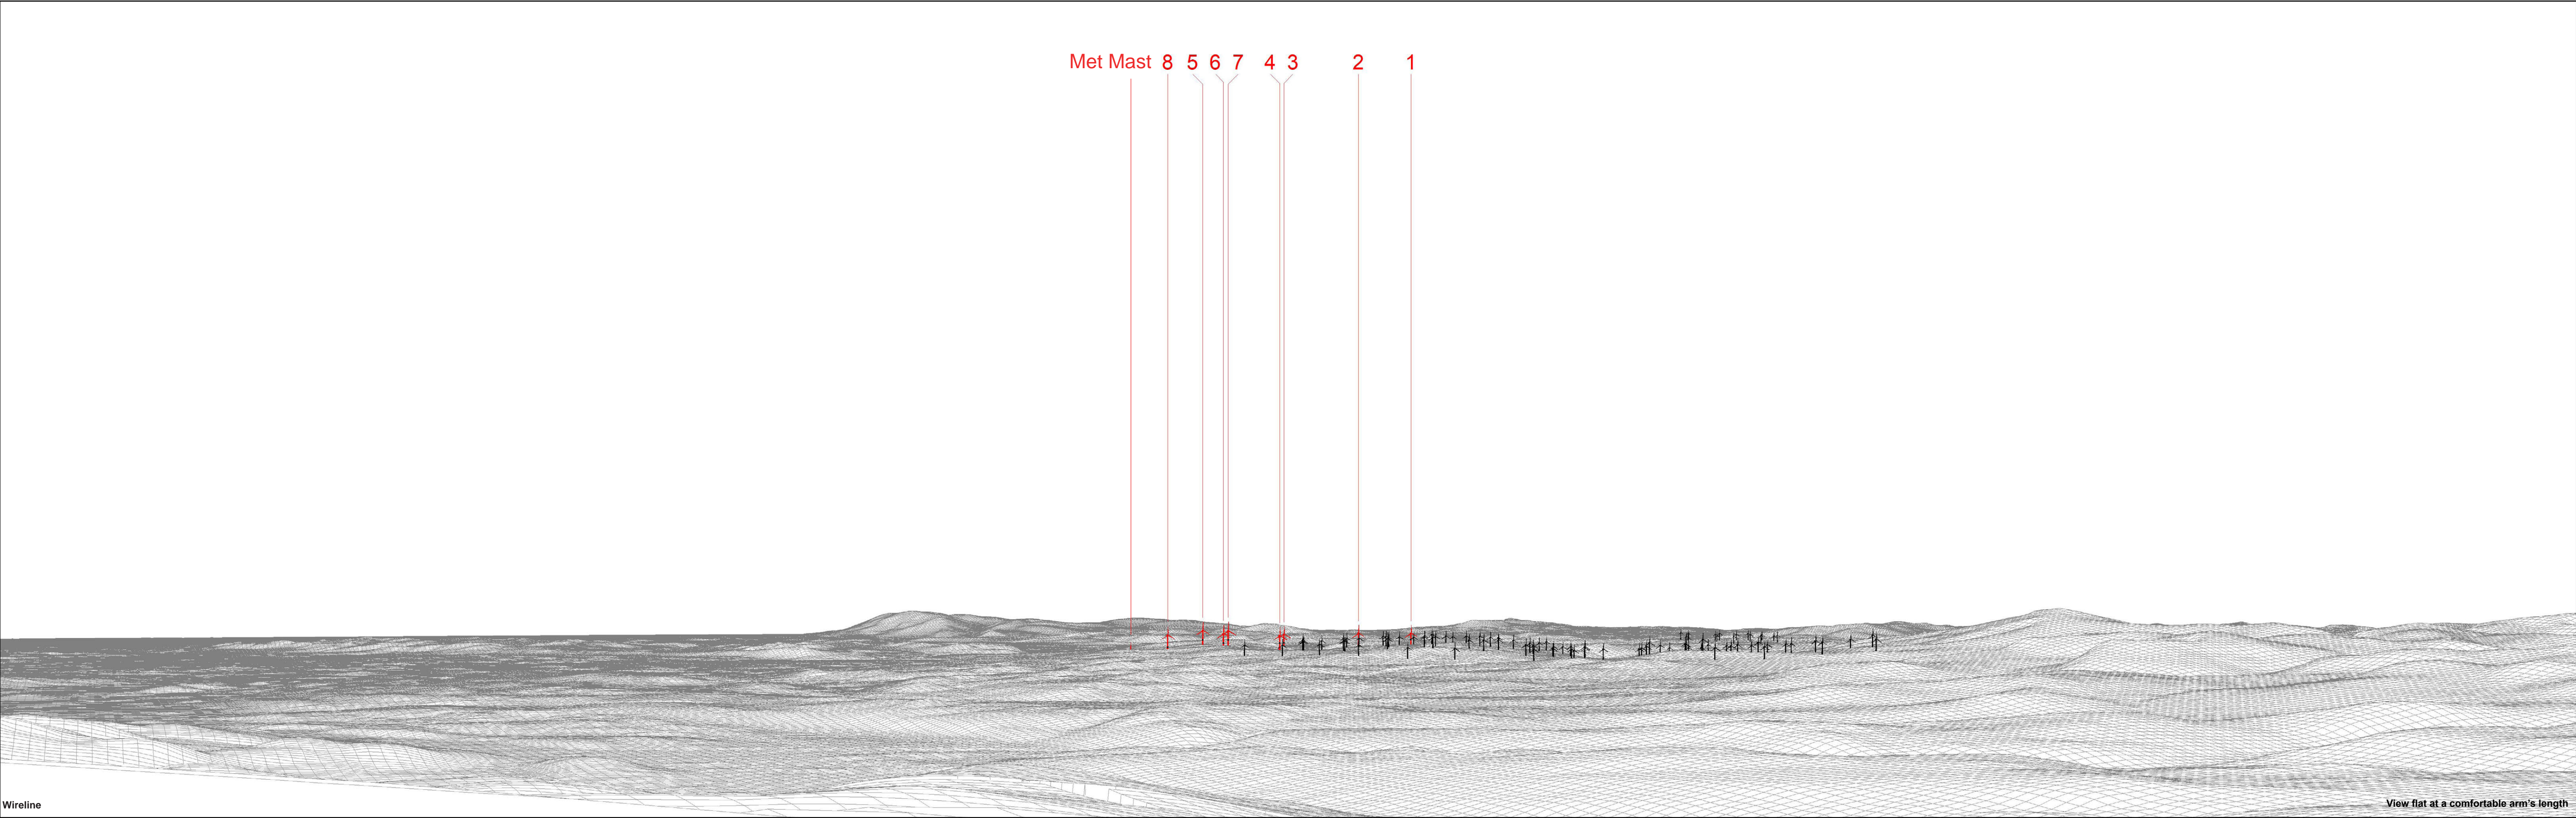 Met Mast 8 5 6 7 4 3 2 1
Wireline
View flat at a comfortable arm's length